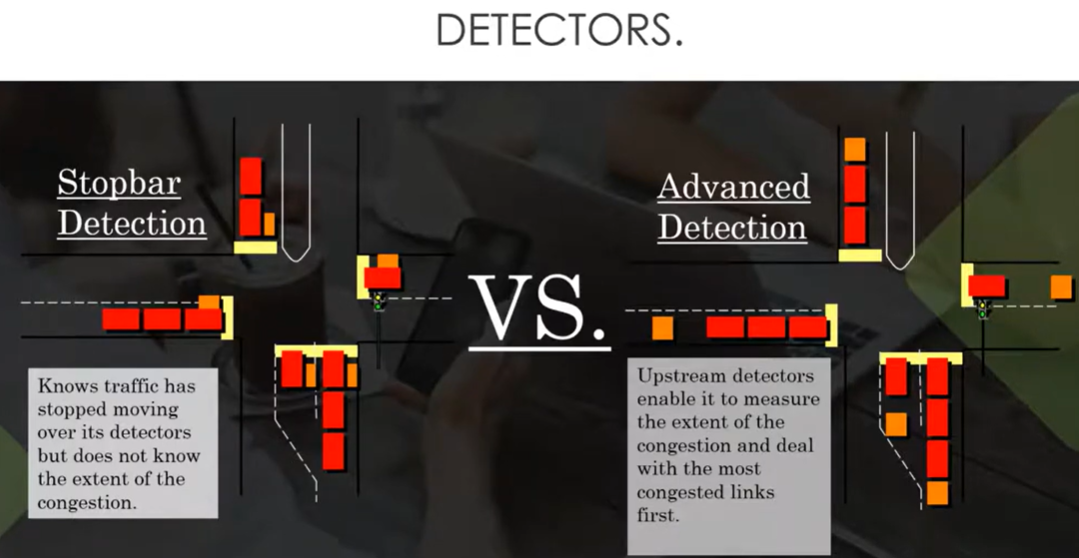 DETECTORS.
Stopbar
Detection
Knows traffic has
stopped moving
over its detectors
but does not know
the extent of the
congestion.
VS.
Advanced
Detection
Upstream detectors
enable it to measure
the extent of the
congestion and deal
with the most
congested links
first.